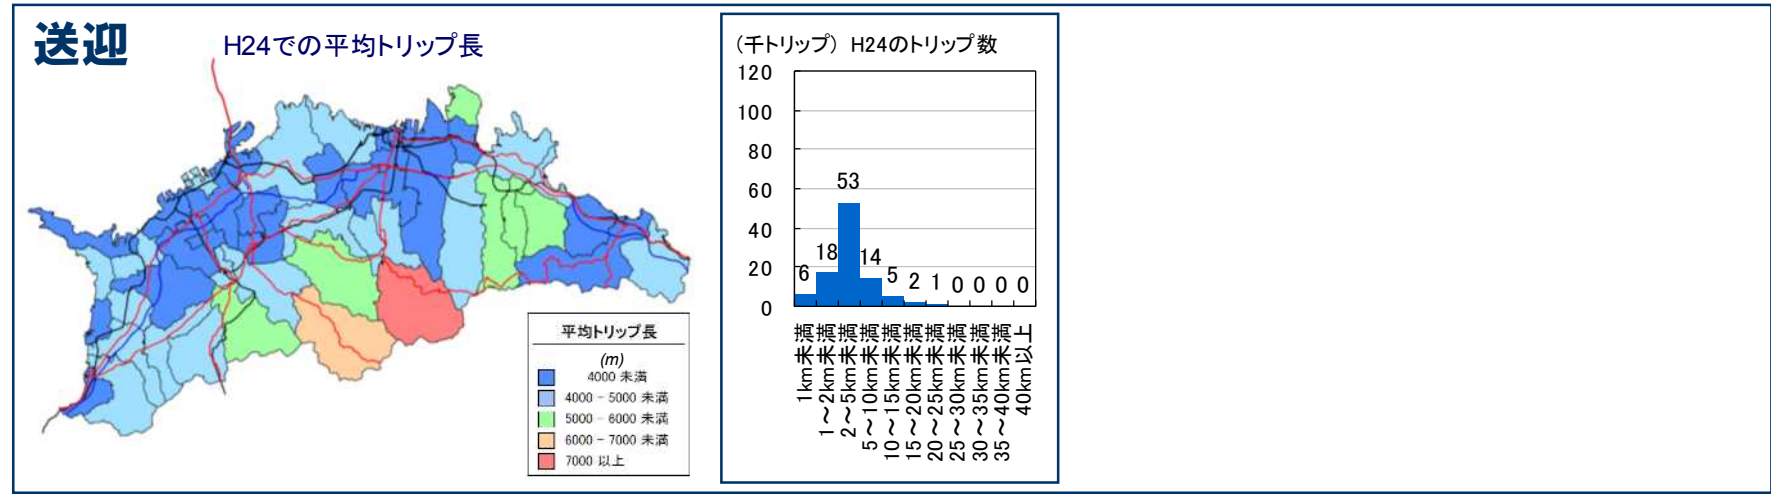 送迎
H24での平均トリップ長
平均トリップ長
(m)
4000 未満
4000 - 5000 未満
5000 - 6000 未満
6000 - 7000 未満
7000 以上
(千トリップ) H24のトリップ数
120
100
80
60
40
20
0
6
18
53
14
5
2
1
0
0
0
0
1km未満
1～2km未満
2～5km未満
5～10km未満
10～15km未満
15～20km未満
20～25km未満
25～30km未満
30～35km未満
35～40km未満
40km以上